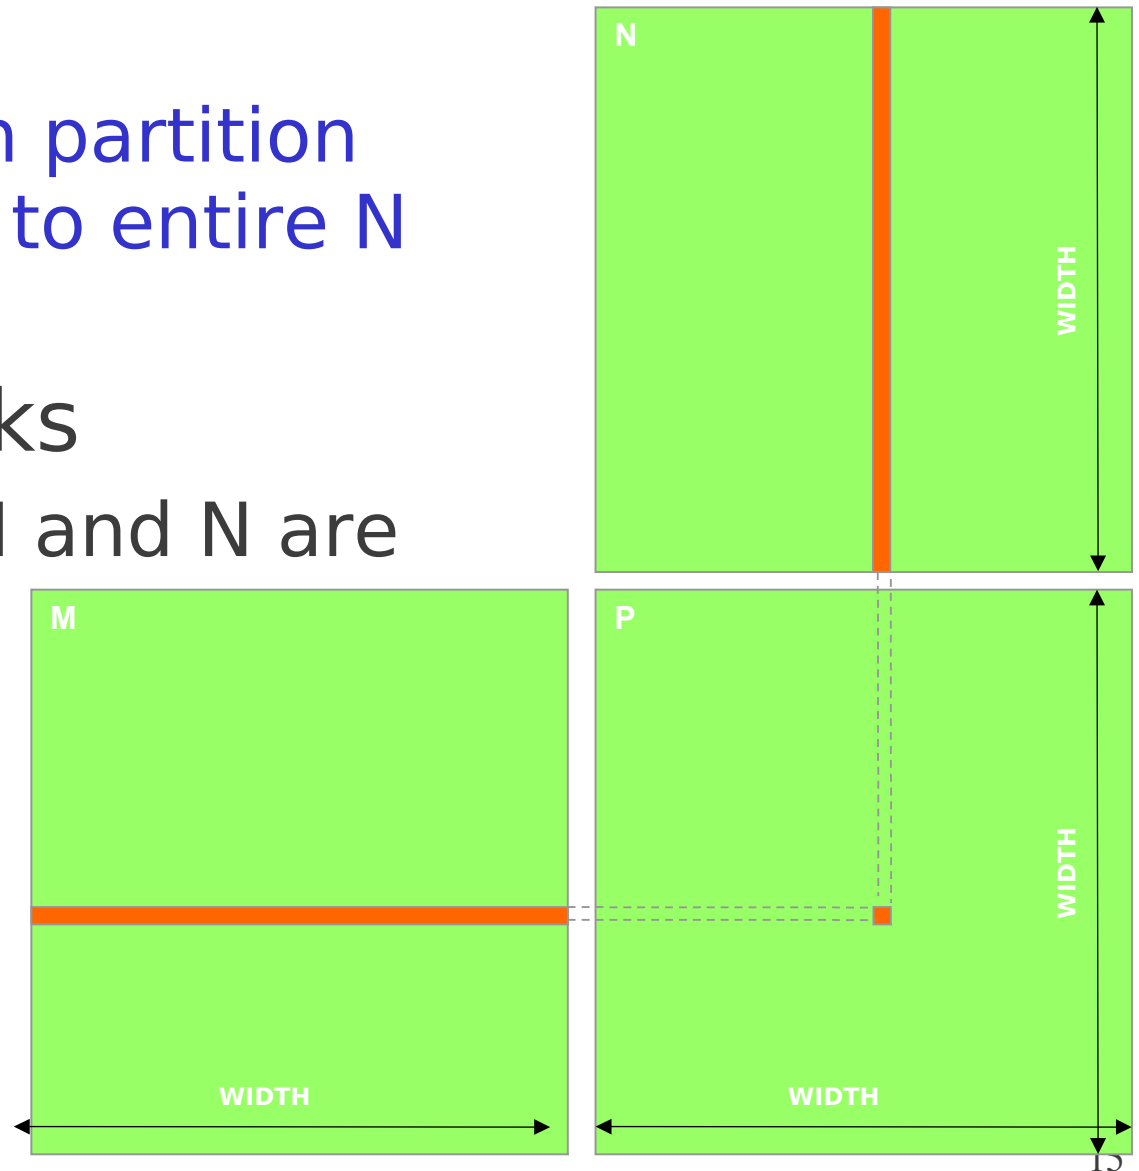 partition
to entire N
ks
and N are
N
WIDTH
M
P
WIDTH
WIDTH
WIDTH